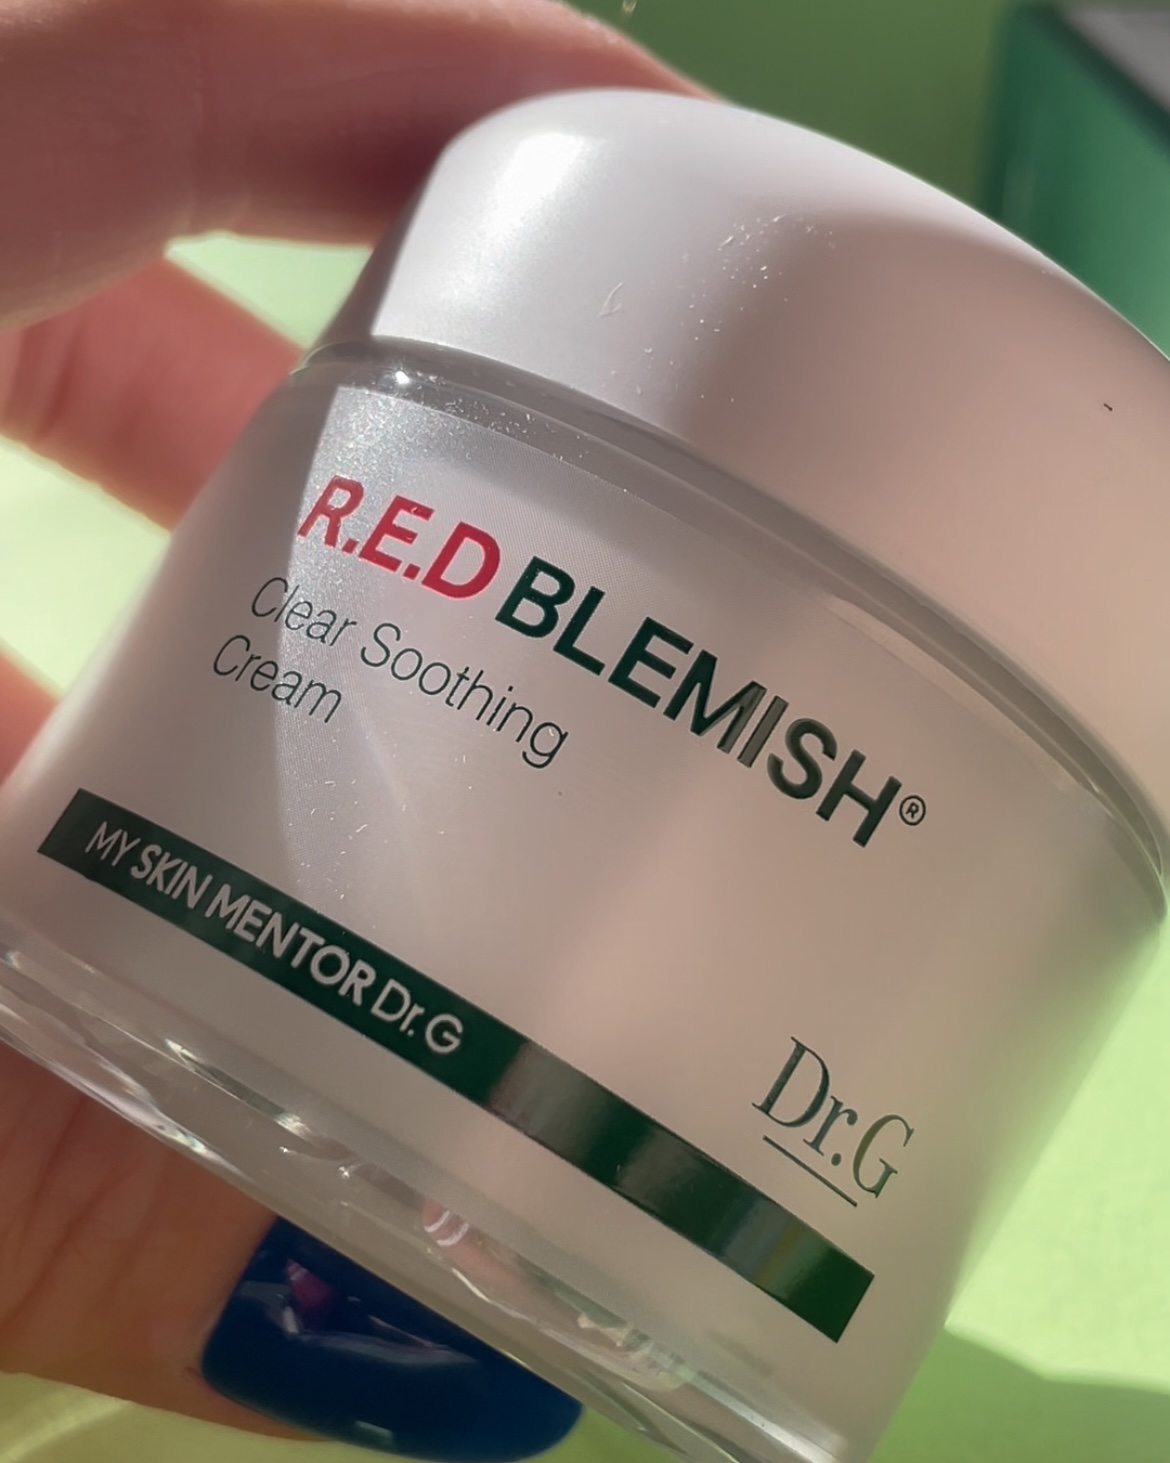 R.E.D BLEMISH®
Clear Soothing
Cream
MY SKIN MENTOR Dr.G
Dr.G